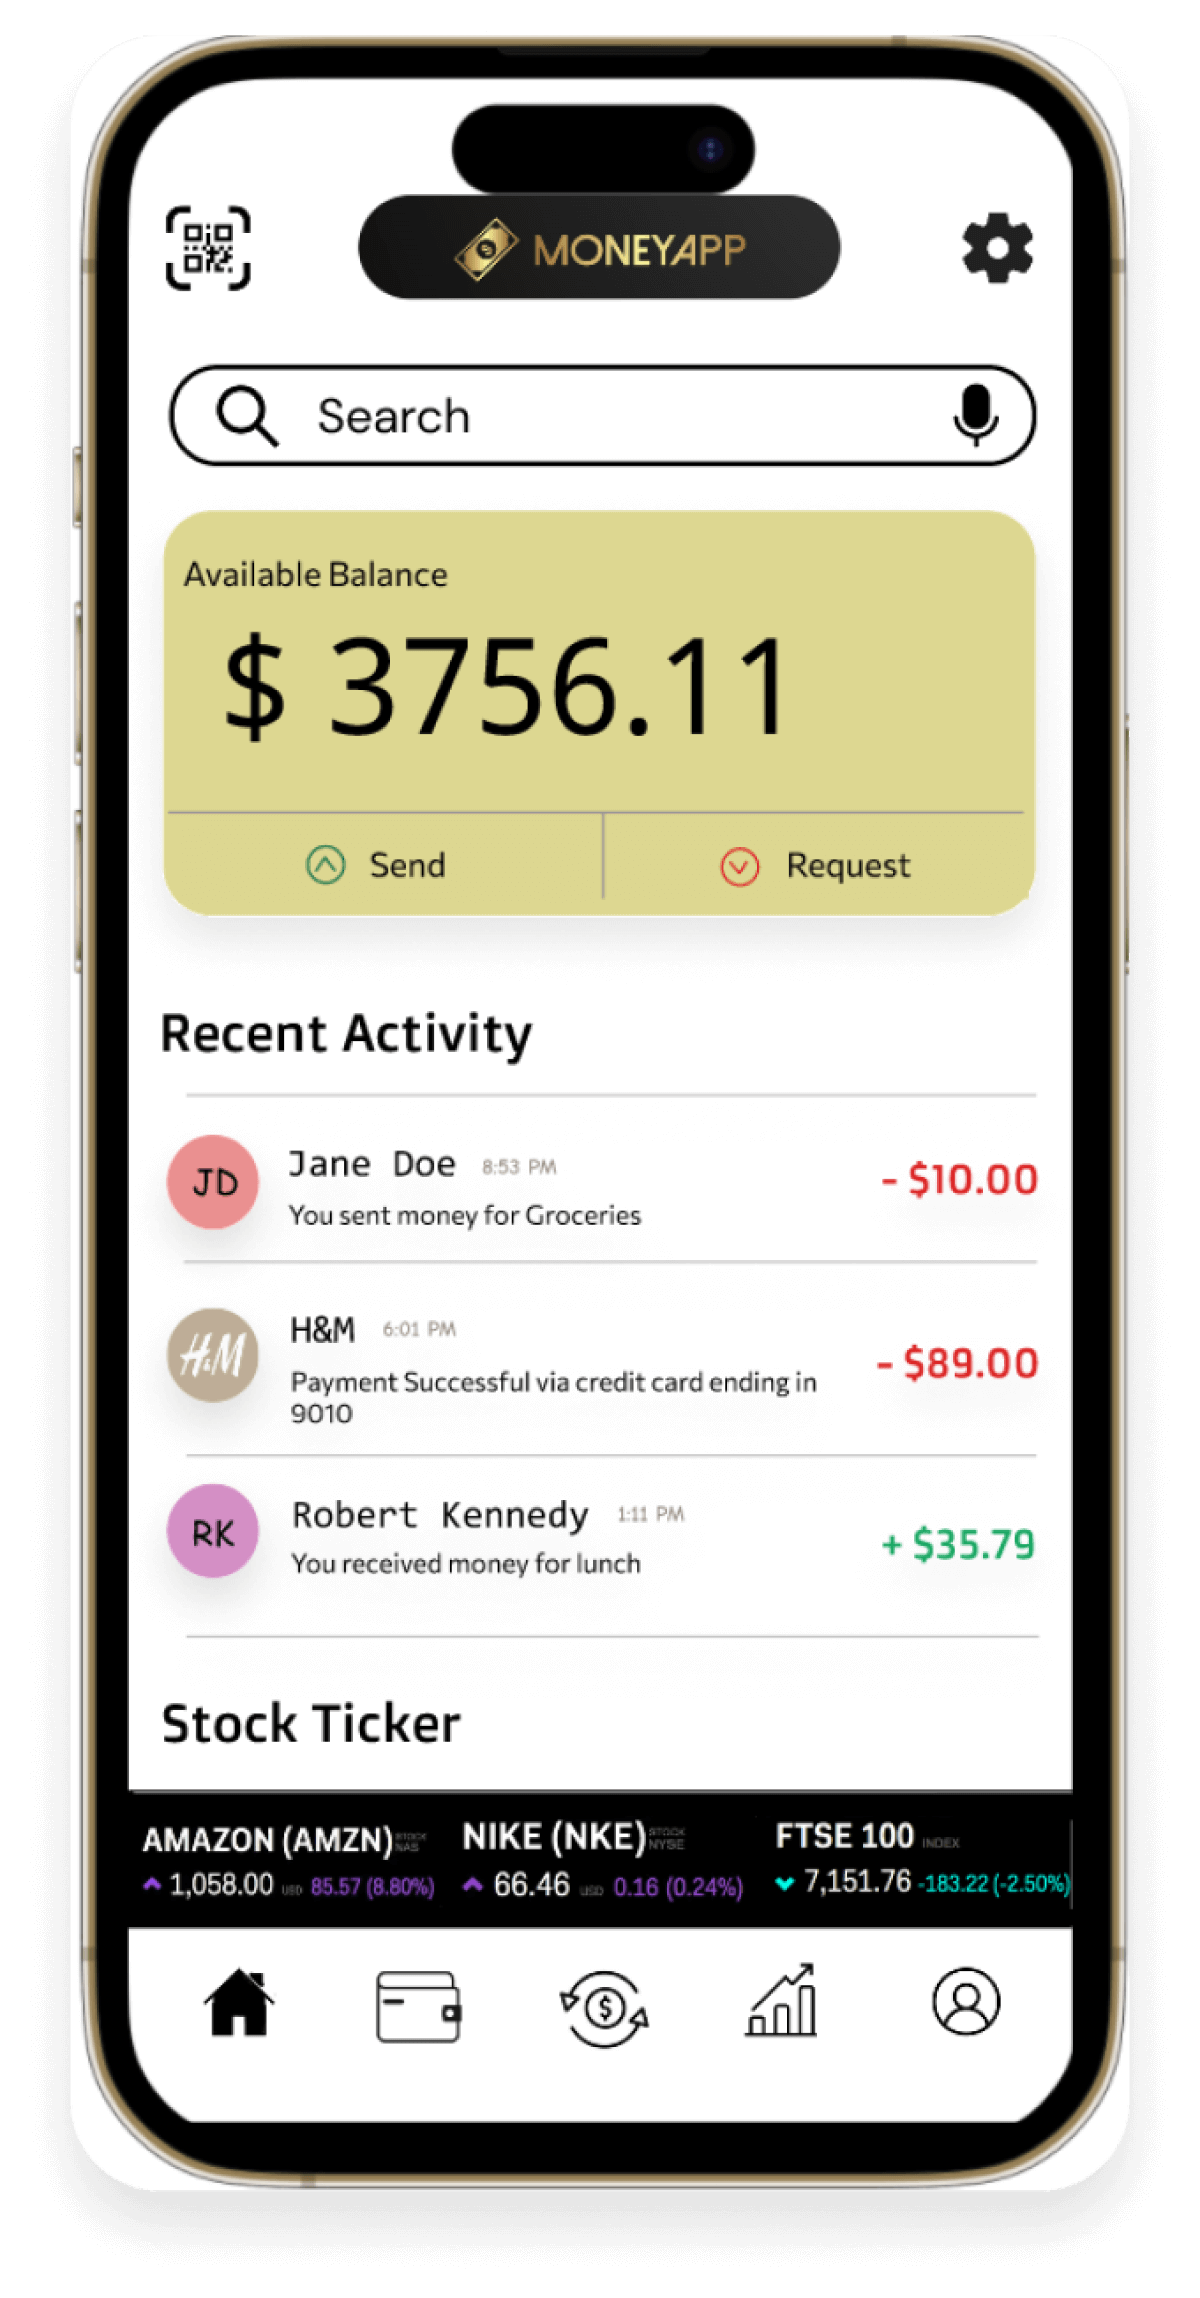 MONEYAPP
Search
Available Balance
$ 3756.11
Send
Request
Recent Activity
JD
Jane Doe 8:53 PM
You sent money for Groceries
- $10.00
H&M
H&M 6:01 PM
Payment Successful via credit card ending in
9010
- $89.00
RK
Robert Kennedy 1:11 PM
You received money for lunch
+ $35.79
Stock Ticker
AMAZON (AMZN) STOCK NAS
1,058.00 USD 85.57 (8.80%)
NIKE (NKE) STOCK NYSE
66.46 USD 0.16 (0.24%)
FTSE 100 INDEX
7,151.76 -183.22 (-2.50%)
$